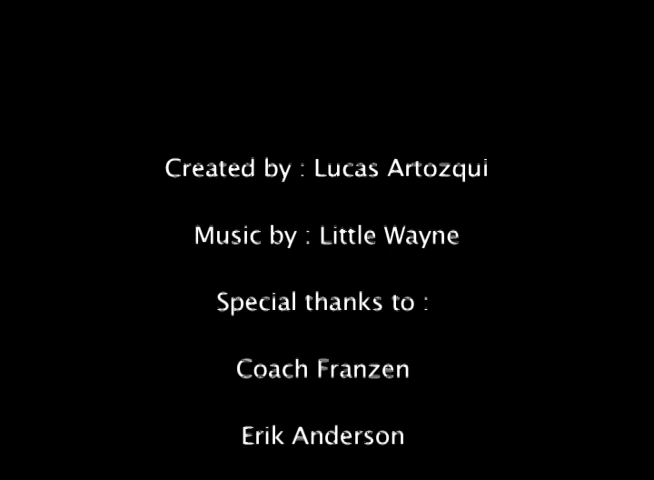 Created by : Lucas Artozqui
Music by : Little Wayne
Special thanks to :
Coach Franzen
Erik Anderson